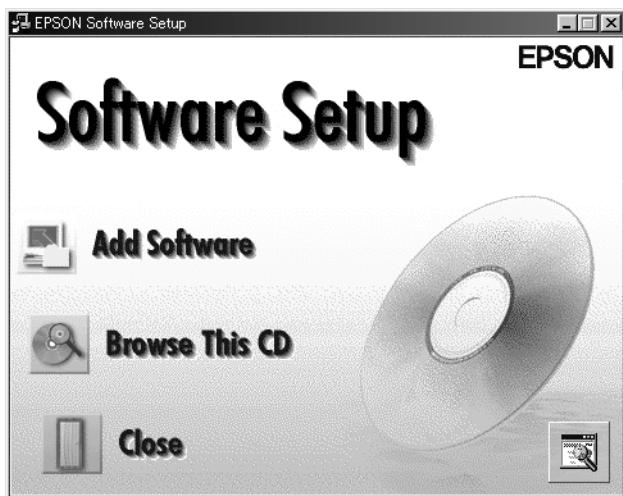 EPSON Software Setup
EPSON
Software Setup
Add Software
Browse This CD
Close